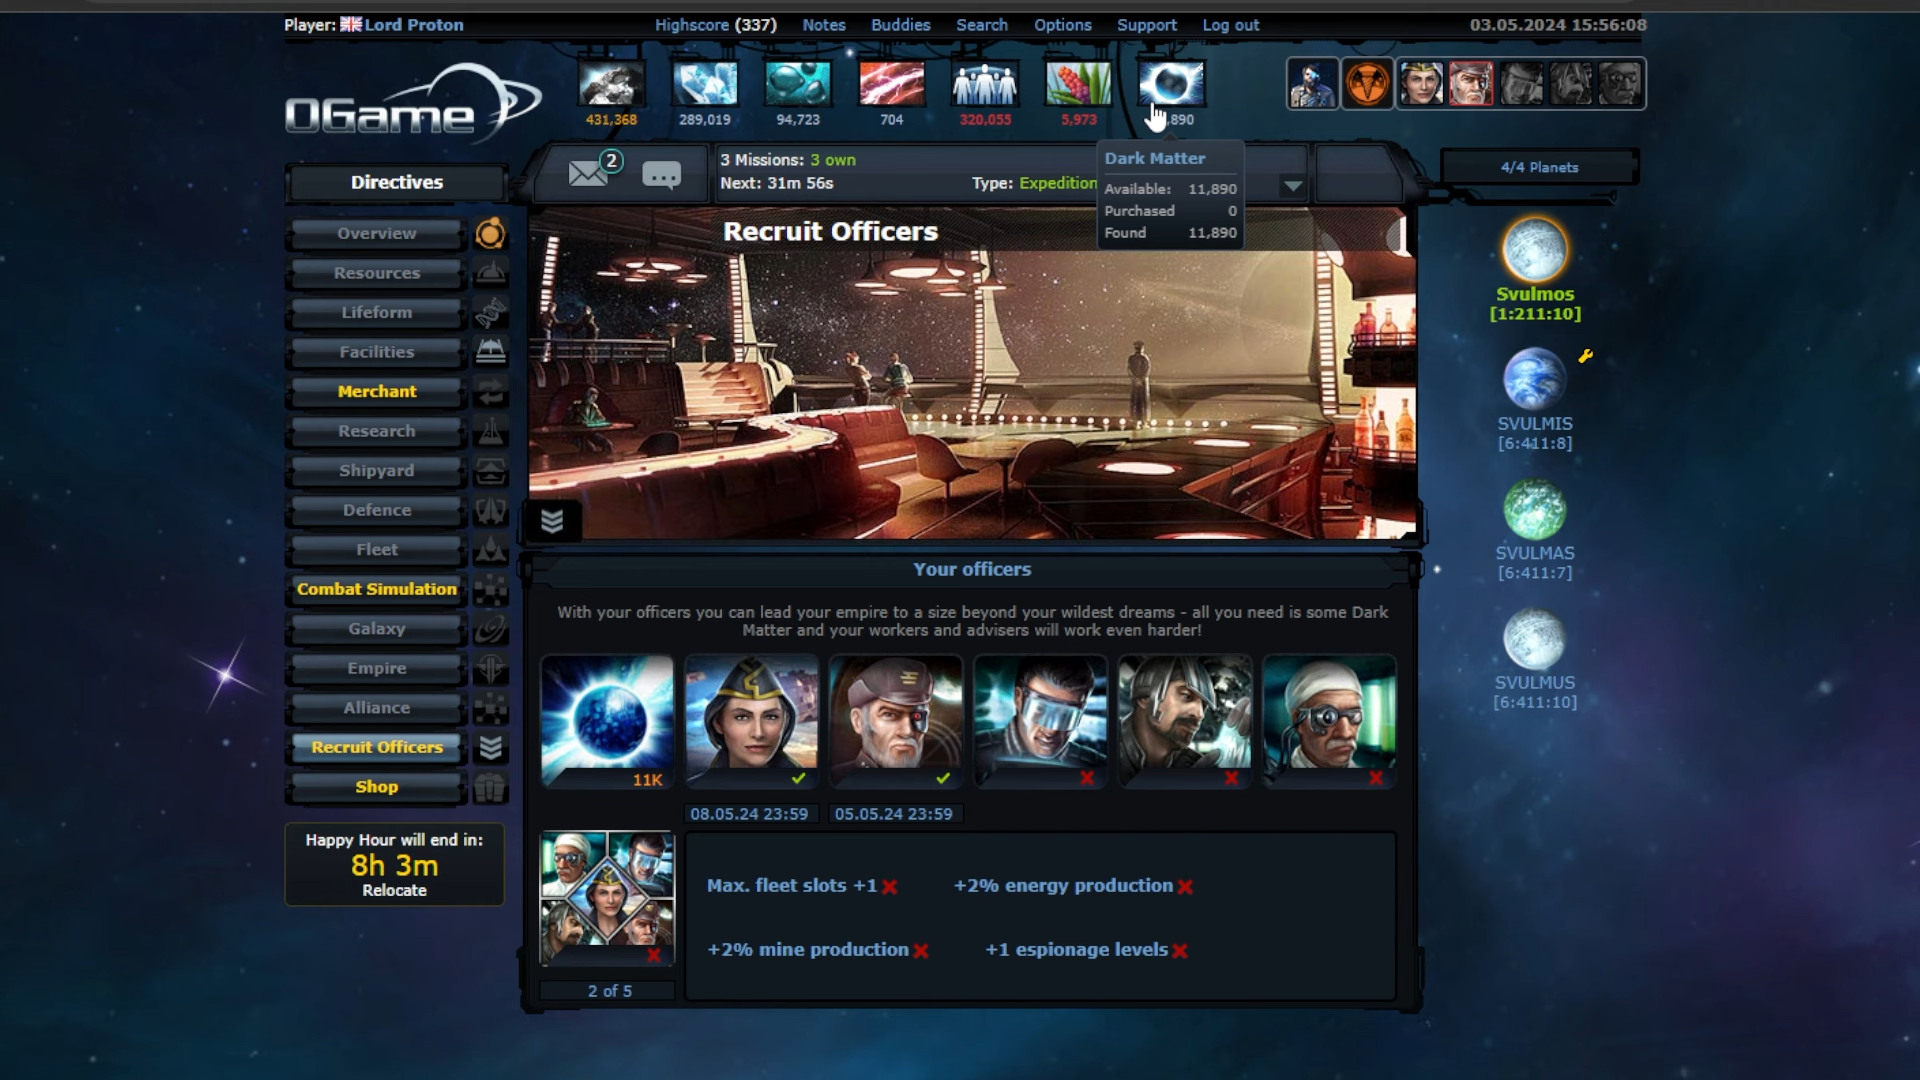 Player: Lord Proton
Highscore (337) Notes Buddies Search Options Support Log out
03.05.2024 15:56:08
OGame
431,368 289,019 94,723 704 320,055 5,973 ,890
2
3 Missions: 3 own
Next: 31m 56s Type: Expedition
Dark Matter
Available: 11,890
Purchased 0
Found 11,890
4/4 Planets
Directives
Overview
Resources
Lifeform
Facilities
Merchant
Research
Shipyard
Defence
Fleet
Combat Simulation
Galaxy
Empire
Alliance
Recruit Officers
Shop
Happy Hour will end in:
8h 3m
Relocate
Recruit Officers
Your officers
With your officers you can lead your empire to a size beyond your wildest dreams - all you need is some Dark
Matter and your workers and advisers will work even harder!
11K
08.05.24 23:59 05.05.24 23:59
Max. fleet slots +1 +2% energy production
+2% mine production +1 espionage levels
2 of 5
Svulmos
[1:211:10]
SVULMIS
[6:411:8]
SVULMAS
[6:411:7]
SVULMUS
[6:411:10]